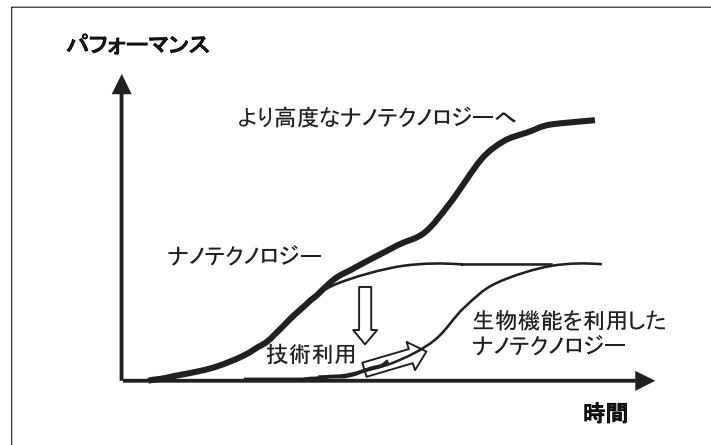 パフォーマンス
より高度なナノテクノロジーへ
ナノテクノロジー
技術利用
生物機能を利用した
ナノテクノロジー
時間